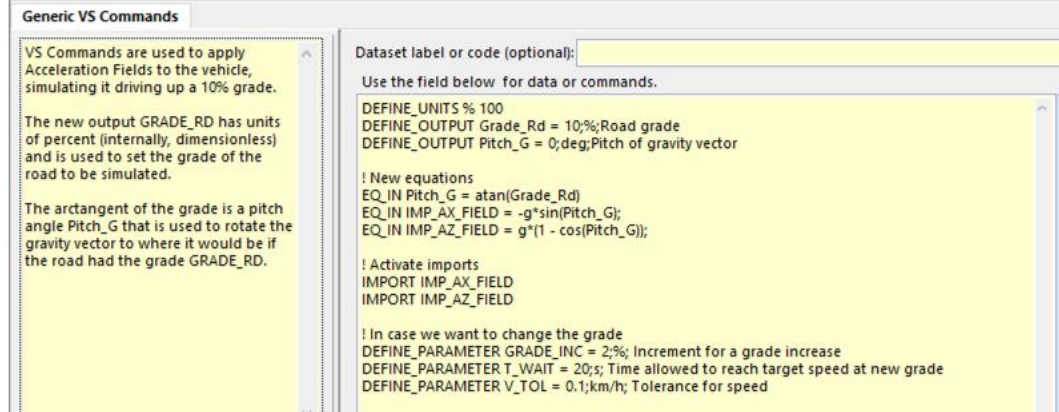 Generic VS Commands
VS Commands are used to apply
Acceleration Fields to the vehicle,
simulating it driving up a 10% grade.
The new output GRADE_RD has units
of percent (internally, dimensionless)
and is used to set the grade of the
road to be simulated.
The arctangent of the grade is a pitch
angle Pitch_G that is used to rotate the
gravity vector to where it would be if
the road had the grade GRADE_RD.
Dataset label or code (optional):
Use the field below for data or commands.
DEFINE_UNITS % 100
DEFINE_OUTPUT Grade_Rd = 10;%;Road grade
DEFINE_OUTPUT Pitch_G = 0;deg;Pitch of gravity vector
! New equations
EQ_IN Pitch_G = atan(Grade_Rd)
EQ_IN IMP_AX_FIELD = -g*sin(Pitch_G);
EQ_IN IMP_AZ_FIELD = g*(1 - cos(Pitch_G));
! Activate imports
IMPORT IMP_AX_FIELD
IMPORT IMP_AZ_FIELD
! In case we want to change the grade
DEFINE_PARAMETER GRADE_INC = 2;%; Increment for a grade increase
DEFINE_PARAMETER T_WAIT = 20;s; Time allowed to reach target speed at new grade
DEFINE_PARAMETER V_TOL = 0.1;km/h; Tolerance for speed